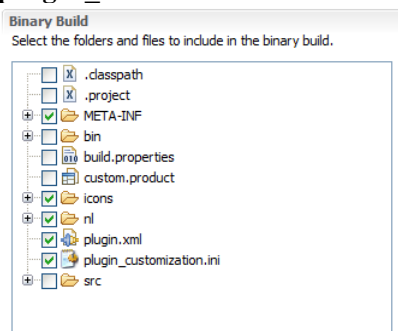 Binary Build
Select the folders and files to include in the binary build.
.classpath
.project
META-INF
bin
build.properties
custom.product
icons
nl
plugin.xml
plugin_customization.ini
src